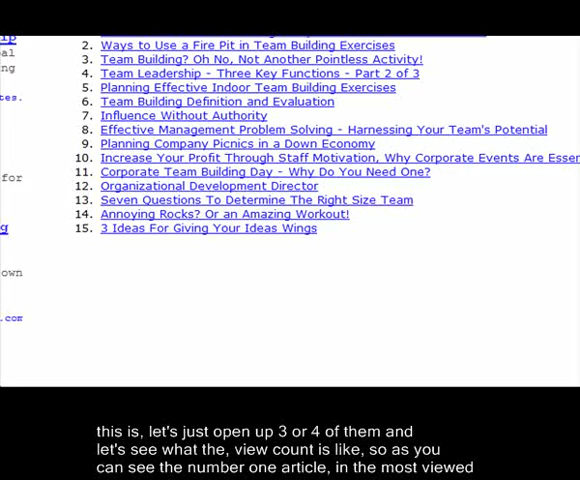 2. Ways to Use a Fire Pit in Team Building Exercises
3. Team Building? Oh No, Not Another Pointless Activity!
4. Team Leadership - Three Key Functions - Part 2 of 3
5. Planning Effective Indoor Team Building Exercises
6. Team Building Definition and Evaluation
7. Influence Without Authority
8. Effective Management Problem Solving - Harnessing Your Team's Potential
9. Planning Company Picnics in a Down Economy
10. Increase Your Profit Through Staff Motivation, Why Corporate Events Are Essen
11. Corporate Team Building Day - Why Do You Need One?
12. Organizational Development Director
13. Seven Questions To Determine The Right Size Team
14. Annoying Rocks? Or an Amazing Workout!
15. 3 Ideas For Giving Your Ideas Wings
ng
tes.
for
g
own
.com
this is, let's just open up 3 or 4 of them and
let's see what the, view count is like, so as you
can see the number one article, in the most viewed